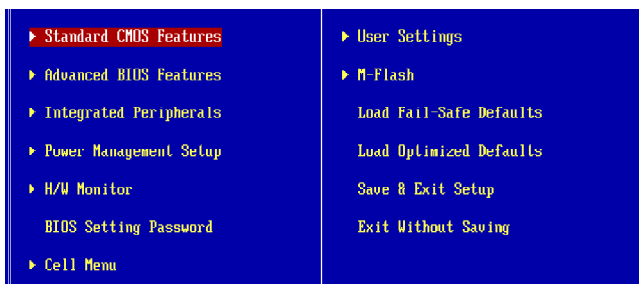 Standard CMOS Features
Advanced BIOS Features
Integrated Peripherals
Power Management Setup
H/W Monitor
BIOS Setting Password
Cell Menu
User Settings
M-Flash
Load Fail-Safe Defaults
Load Optimized Defaults
Save & Exit Setup
Exit Without Saving